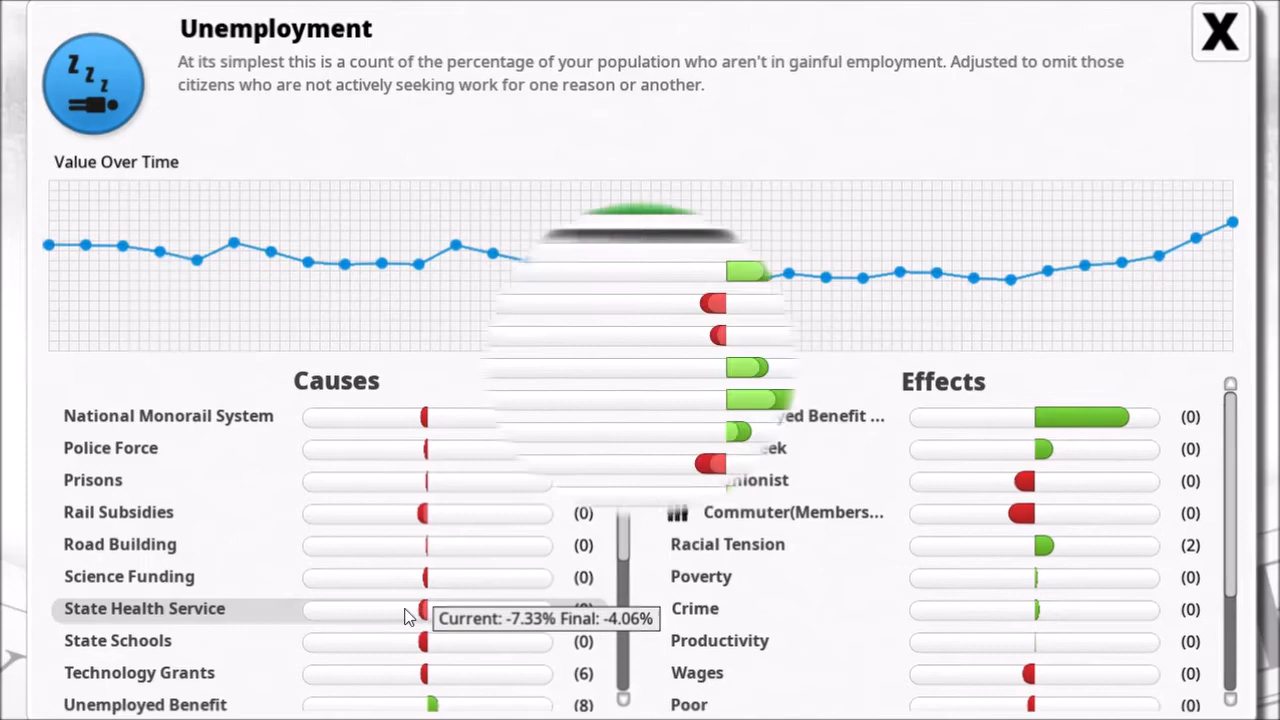 Unemployment
X
At its simplest this is a count of the percentage of your population who aren't in gainful employment. Adjusted to omit those
citizens who are not actively seeking work for one reason or another.
Value Over Time
Causes
National Monorail System
Police Force
Prisons
Rail Subsidies (0)
Road Building (0)
Science Funding (0)
State Health Service
Current: -7.33% Final: -4.06%
State Schools (0)
Technology Grants (6)
Unemployed Benefit (8)
Effects
Benefit ... (0)
(0)
(0)
Commuter(Members... (0)
Racial Tension (2)
Poverty (0)
Crime (0)
Productivity (0)
Wages (0)
Poor (0)